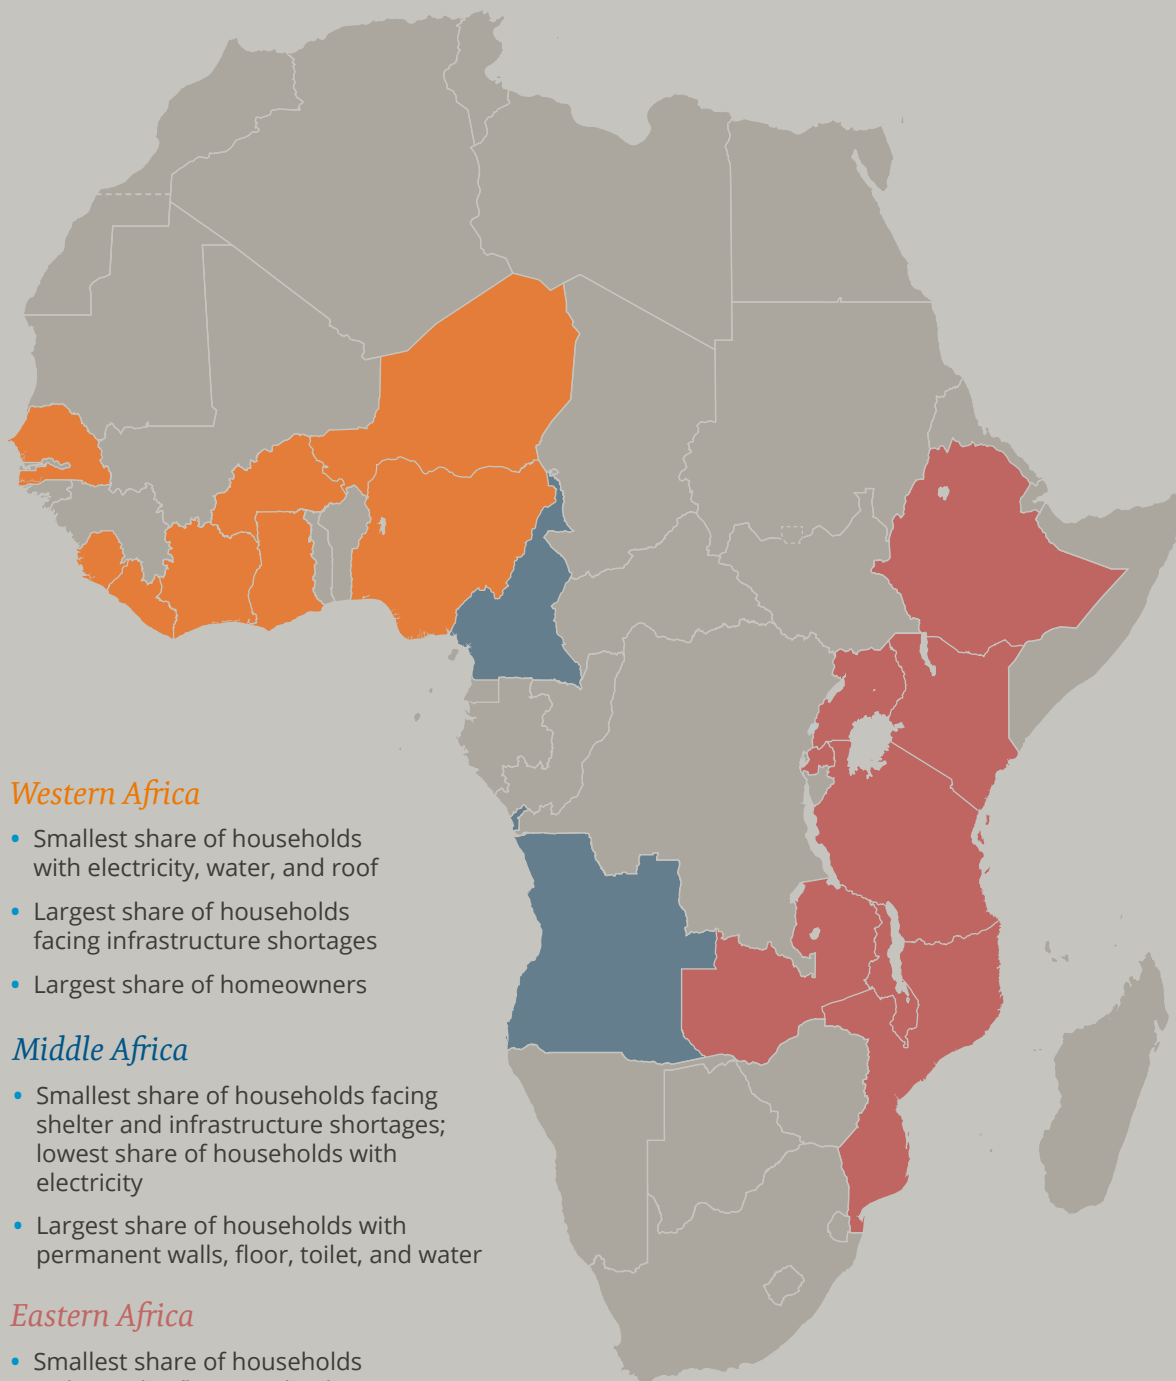 Western Africa
• Smallest share of households
with electricity, water, and roof
• Largest share of households
facing infrastructure shortages
• Largest share of homeowners
Middle Africa
• Smallest share of households facing
shelter and infrastructure shortages;
lowest share of households with
electricity
• Largest share of households with
permanent walls, floor, toilet, and water
Eastern Africa
• Smallest share of households